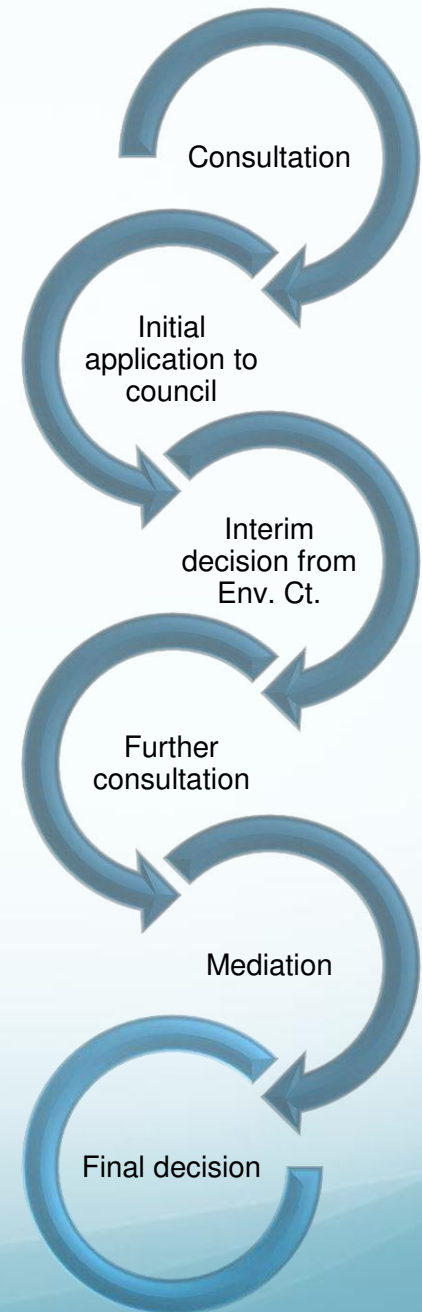 Consultation
Initial
application to
council
Interim
decision from
Env. Ct.
Further
consultation
Mediation
Final decision